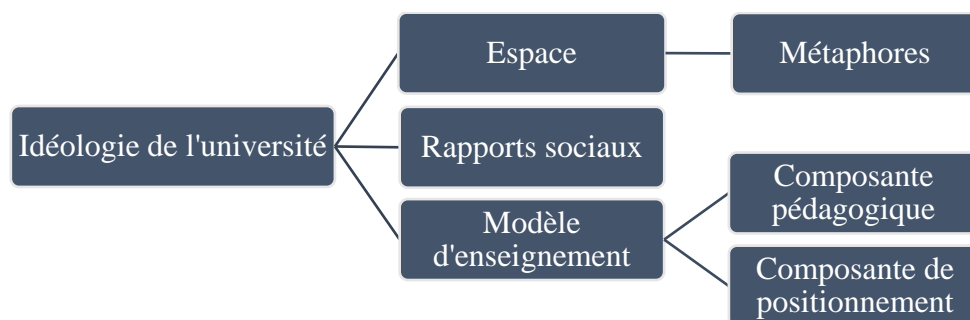 Espace
Métaphores
Idéologie de l'université
Rapports sociaux
Modèle
d'enseignement
Composante
pédagogique
Composante de
positionnement